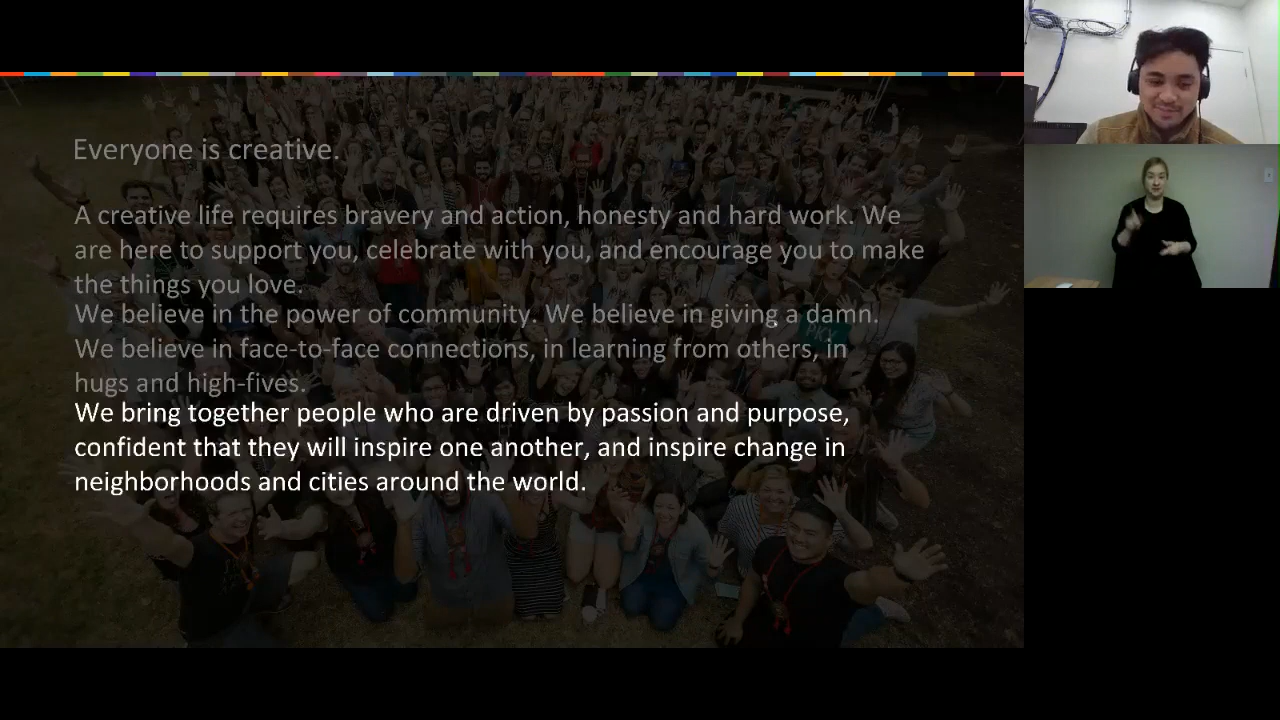 Everyone is creative.
A creative life requires bravery and action, honesty and hard work. We
are here to support you, celebrate with you, and encourage you to make
the things you love.
We believe in the power of community. We believe in giving a damn.
We believe in face-to-face connections, in learning from others, in
hugs and high-fives.
We bring together people who are driven by passion and purpose,
confident that they will inspire one another, and inspire change in
neighborhoods and cities around the world.